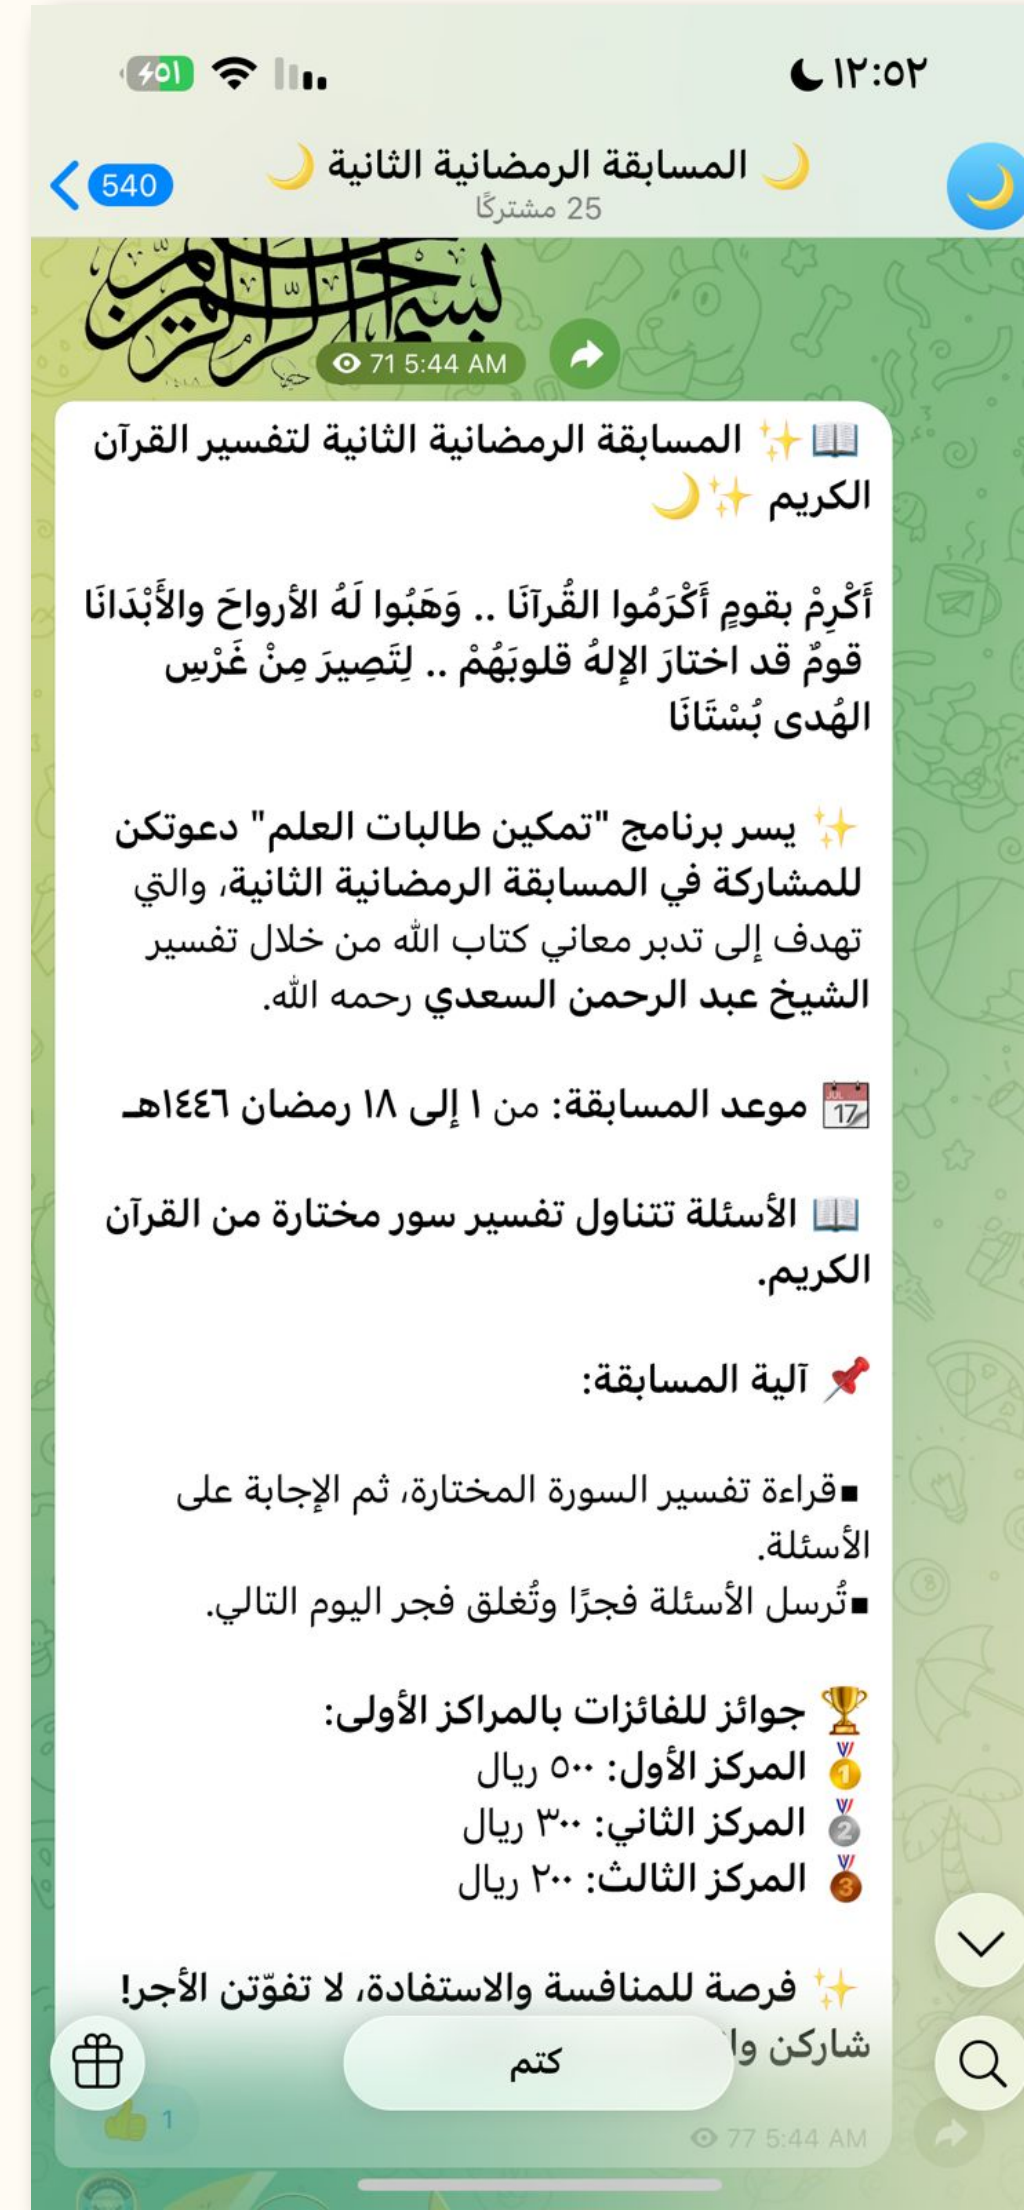 ١٢:٥٢
٥١
🌙 المسابقة الرمضانية الثانية 🌙
25 مشتركًا
540
بسم الله الرحمن الرحيم
71 5:44 AM
📖✨ المسابقة الرمضانية الثانية لتفسير القرآن
الكريم ✨🌙
أَكْرِمْ بقومٍ أَكْرَمُوا القُرآنَا .. وَهَبُوا لَهُ الأرواحَ والأَبْدَانَا
قومٌ قد اختارَ الإلهُ قلوبَهُمْ .. لِتَصِيرَ مِنْ غَرْسِ
الهُدى بُسْتَانَا
✨ يسر برنامج "تمكين طالبات العلم" دعوتكن
للمشاركة في المسابقة الرمضانية الثانية، والتي
تهدف إلى تدبر معاني كتاب الله من خلال تفسير
الشيخ عبد الرحمن السعدي رحمه الله.
📅 موعد المسابقة: من ١ إلى ١٨ رمضان ١٤٤٦هـ
📖 الأسئلة تتناول تفسير سور مختارة من القرآن
الكريم.
📌 آلية المسابقة:
▪️قراءة تفسير السورة المختارة، ثم الإجابة على
الأسئلة.
▪️تُرسل الأسئلة فجرًا وتُغلق فجر اليوم التالي.
🏆 جوائز للفائزات بالمراكز الأولى:
🥇 المركز الأول: ٥٠٠ ريال
🥈 المركز الثاني: ٣٠٠ ريال
🥉 المركز الثالث: ٢٠٠ ريال
✨ فرصة للمنافسة والاستفادة، لا تفوّتن الأجر!
شاركن
كتم
1
77 5:44 AM